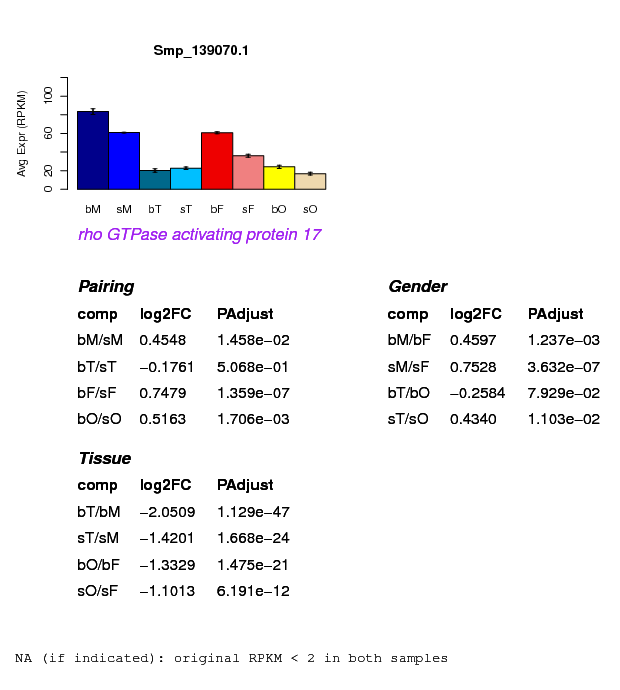 Smp_139070.1
Avg Expr (RPKM)
100
60
20
0
bM sM bT sT bF sF bO sO
rho GTPase activating protein 17
Pairing
comp log2FC PAdjust
bM/sM 0.4548 1.458e−02
bT/sT −0.1761 5.068e−01
bF/sF 0.7479 1.359e−07
bO/sO 0.5163 1.706e−03
Gender
comp log2FC PAdjust
bM/bF 0.4597 1.237e−03
sM/sF 0.7528 3.632e−07
bT/bO −0.2584 7.929e−02
sT/sO 0.4340 1.103e−02
Tissue
comp log2FC PAdjust
bT/bM −2.0509 1.129e−47
sT/sM −1.4201 1.668e−24
bO/bF −1.3329 1.475e−21
sO/sF −1.1013 6.191e−12
NA (if indicated): original RPKM < 2 in both samples